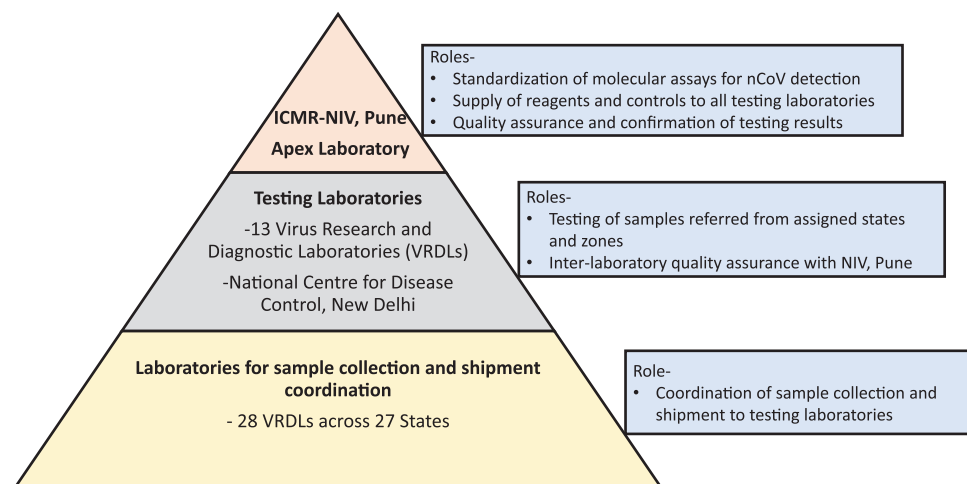 ICMR-NIV, Pune
Apex Laboratory
Roles-
• Standardization of molecular assays for nCoV detection
• Supply of reagents and controls to all testing laboratories
• Quality assurance and confirmation of testing results
Testing Laboratories
-13 Virus Research and
Diagnostic Laboratories (VRDLs)
-National Centre for Disease
Control, New Delhi
Roles-
• Testing of samples referred from assigned states
and zones
• Inter-laboratory quality assurance with NIV, Pune
Laboratories for sample collection and shipment
coordination
- 28 VRDLs across 27 States
Role-
• Coordination of sample collection and
shipment to testing laboratories